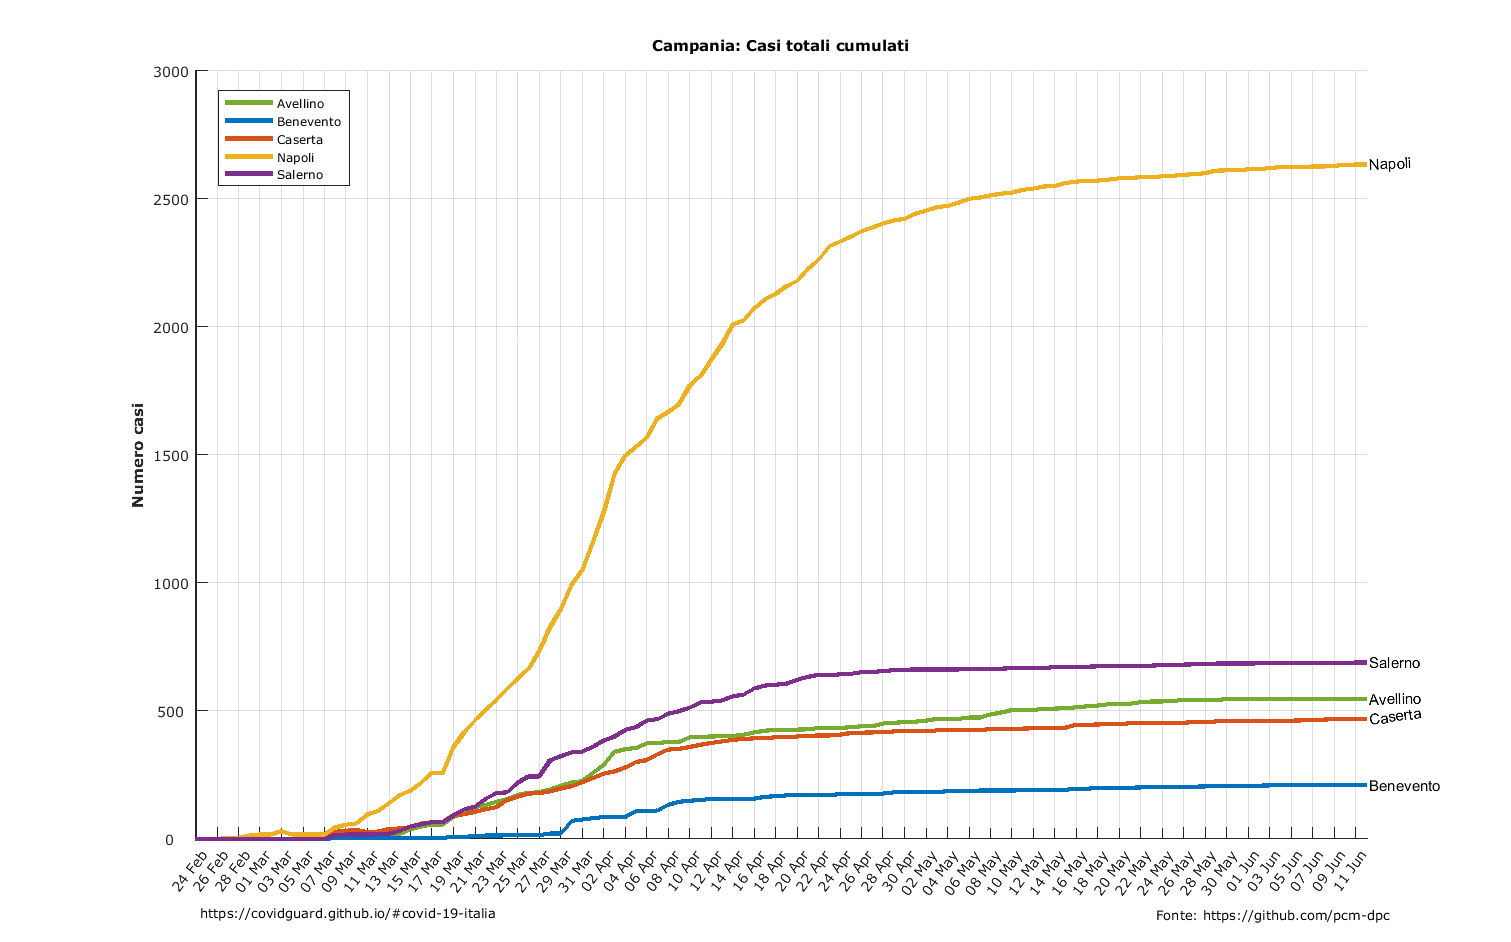 Campania: Casi totali cumulati
3000
2500
2000
1500
1000
500
0
Numero casi
Avellino
Benevento
Caserta
Napoli
Salerno
Napoli
Salerno
Avellino
Caserta
Benevento
24 Feb
26 Feb
28 Feb
01 Mar
03 Mar
05 Mar
07 Mar
09 Mar
11 Mar
13 Mar
15 Mar
17 Mar
19 Mar
21 Mar
23 Mar
25 Mar
27 Mar
29 Mar
31 Mar
02 Apr
04 Apr
06 Apr
08 Apr
10 Apr
12 Apr
14 Apr
16 Apr
18 Apr
20 Apr
22 Apr
24 Apr
26 Apr
28 Apr
30 Apr
02 May
04 May
06 May
08 May
10 May
12 May
14 May
16 May
18 May
20 May
22 May
24 May
26 May
28 May
30 May
01 Jun
03 Jun
05 Jun
07 Jun
09 Jun
11 Jun
https://covidguard.github.io/#covid-19-italia
Fonte: https://github.com/pcm-dpc